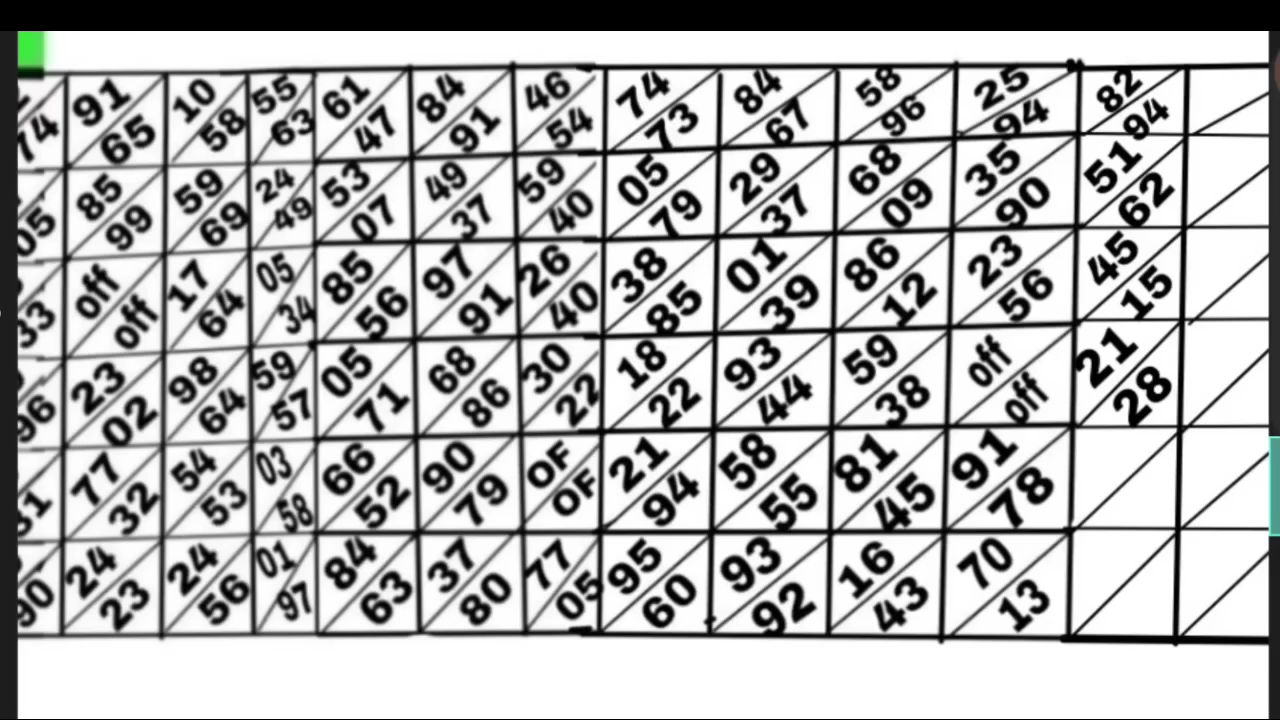 74 91 65 10 58 55 63 61 47 84 91 46 54 74 73 84 67 58 96 25 94 82 94
05 85 99 59 69 24 49 53 07 49 37 59 40 05 79 29 37 68 09 35 90 51 62
33 off off 17 64 05 34 85 56 97 91 26 40 38 85 01 39 86 12 23 56 45 15
96 23 02 98 64 59 57 05 71 68 86 30 22 18 22 93 44 59 38 off off 21 28
31 77 32 54 53 03 58 66 52 90 79 OF OF 21 94 58 55 81 45 91 78
90 24 23 24 56 01 97 84 63 37 80 77 05 95 60 93 92 16 43 70 13